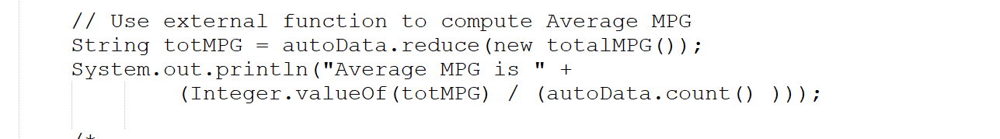 // Use external function to compute Average MPG
String totMPG = autoData.reduce(new totalMPG());
System.out.println("Average MPG is " +
(Integer.valueOf(totMPG) / (autoData.count() )));
/*